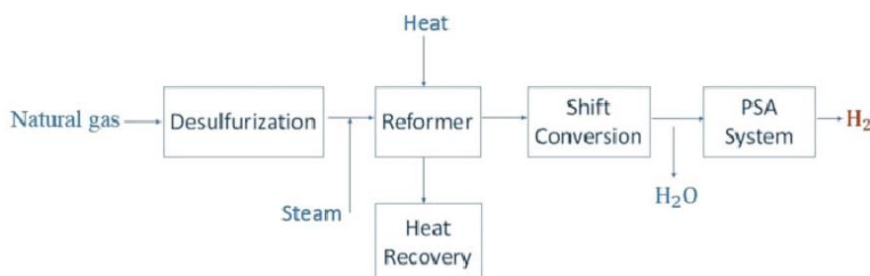 Heat
Natural gas
Desulfurization
Reformer
Shift
Conversion
PSA
System
H₂
Steam
H₂O
Heat
Recovery